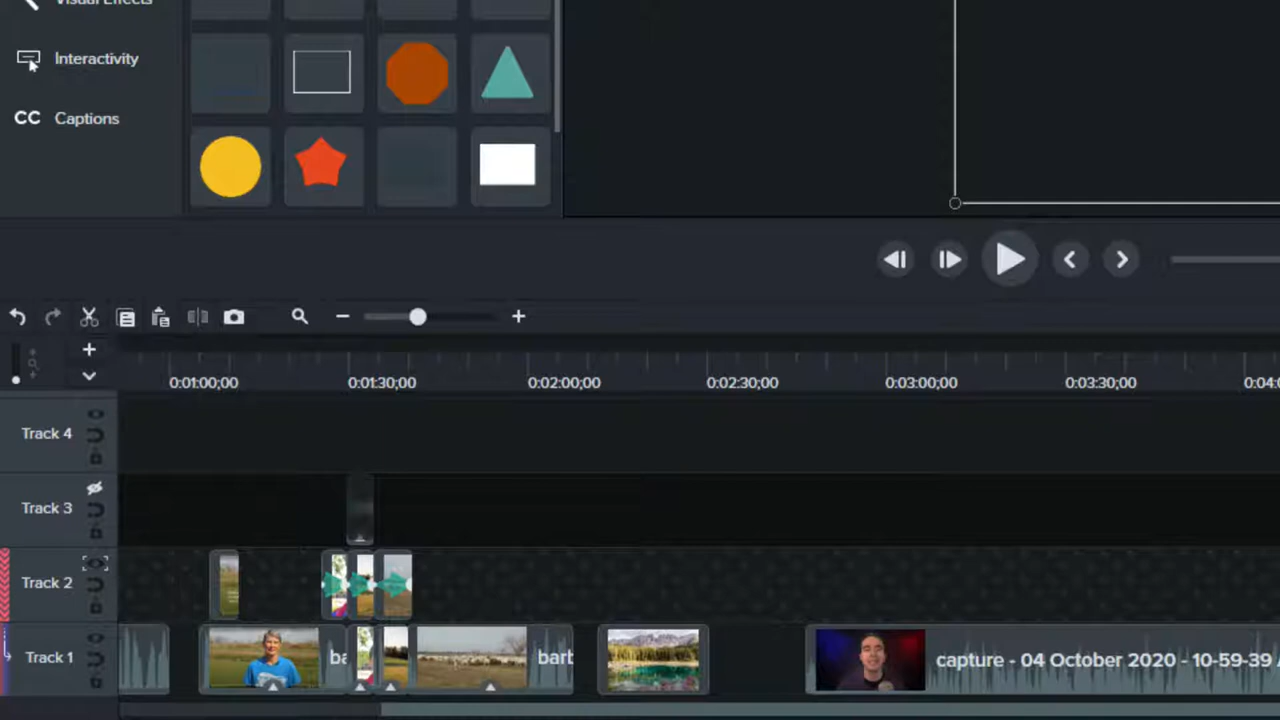 Visual Effects
Interactivity
CC Captions
0:01:00;00 0:01:30;00 0:02:00;00 0:02:30;00 0:03:00;00 0:03:30;00 0:04:0
Track 4
Track 3
Track 2
Track 1
ba
barb
capture - 04 October 2020 - 10-59-39